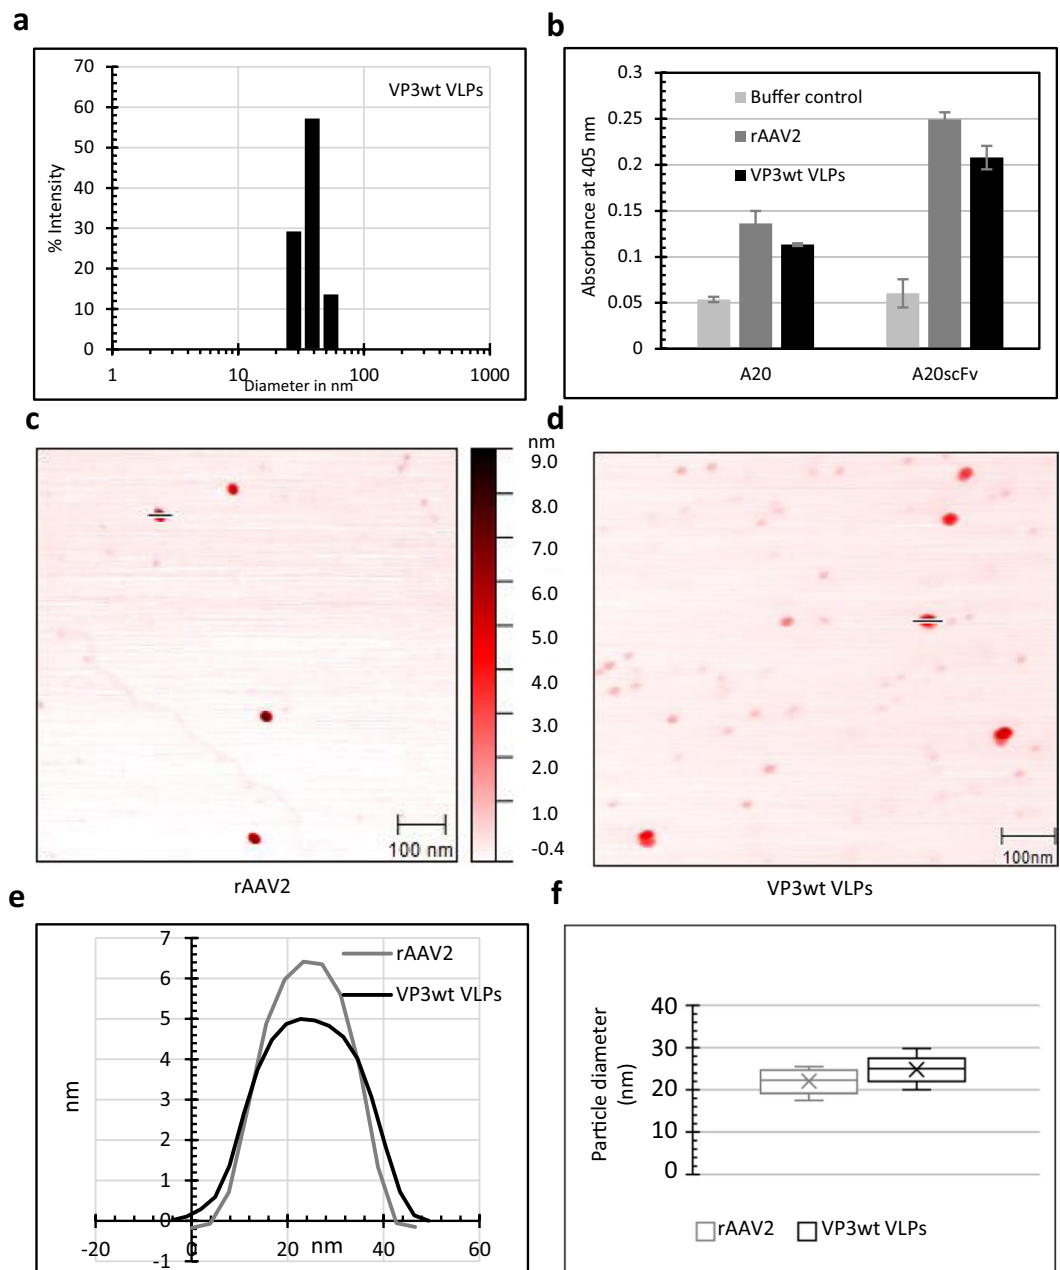 a
70
60
50
40
30
20
10
0
% Intensity
VP3wt VLPs
1
10
100
1000
Diameter in nm
b
0.3
0.25
0.2
0.15
0.1
0.05
0
Absorbance at 405 nm
Buffer control
rAAV2
VP3wt VLPs
A20
A20scFv
c
100 nm
rAAV2
nm
9.0
8.0
7.0
6.0
5.0
4.0
3.0
2.0
1.0
-0.4
d
100nm
VP3wt VLPs
e
7
6
5
4
3
2
1
0
-1
nm
rAAV2
VP3wt VLPs
-20
0
20
40
60
nm
f
40
30
20
10
0
Particle diameter
(nm)
rAAV2
VP3wt VLPs